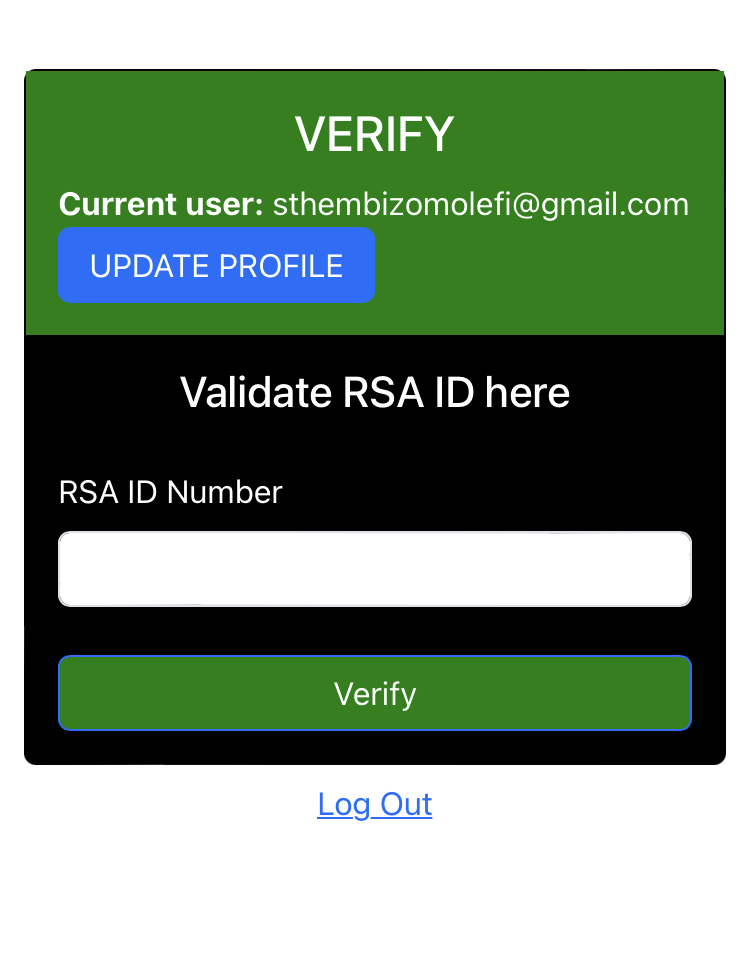 VERIFY
Current user: sthembizomolefi@gmail.com
UPDATE PROFILE
Validate RSA ID here
RSA ID Number
Verify
Log Out